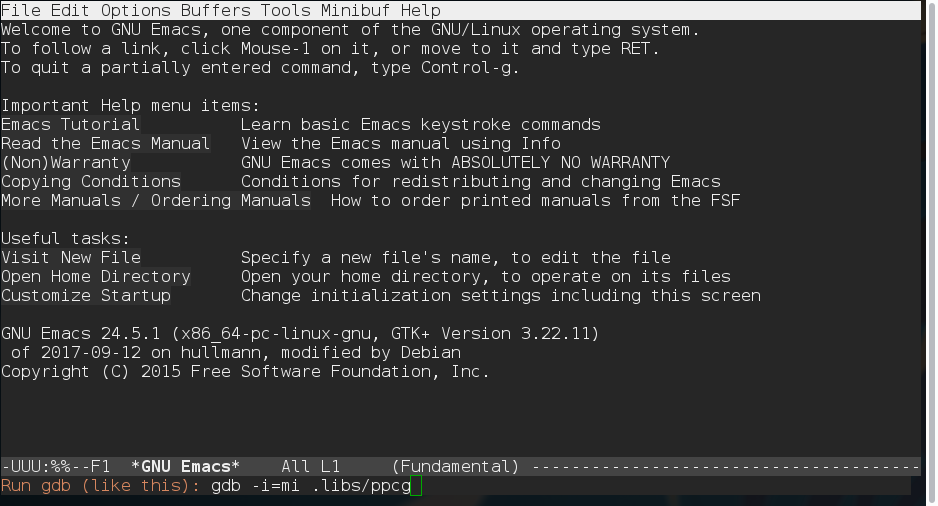 File Edit Options Buffers Tools Minibuf Help
Welcome to GNU Emacs, one component of the GNU/Linux operating system.
To follow a link, click Mouse-1 on it, or move to it and type RET.
To quit a partially entered command, type Control-g.
Important Help menu items:
Emacs Tutorial          Learn basic Emacs keystroke commands
Read the Emacs Manual   View the Emacs manual using Info
(Non)Warranty           GNU Emacs comes with ABSOLUTELY NO WARRANTY
Copying Conditions      Conditions for redistributing and changing Emacs
More Manuals / Ordering Manuals  How to order printed manuals from the FSF
Useful tasks:
Visit New File          Specify a new file's name, to edit the file
Open Home Directory     Open your home directory, to operate on its files
Customize Startup       Change initialization settings including this screen
GNU Emacs 24.5.1 (x86_64-pc-linux-gnu, GTK+ Version 3.22.11)
 of 2017-09-12 on hullmann, modified by Debian
Copyright (C) 2015 Free Software Foundation, Inc.
-UUU:%%--F1  *GNU Emacs*    All L1     (Fundamental) ---------------------------------------
Run gdb (like this): gdb -i=mi .libs/ppcg